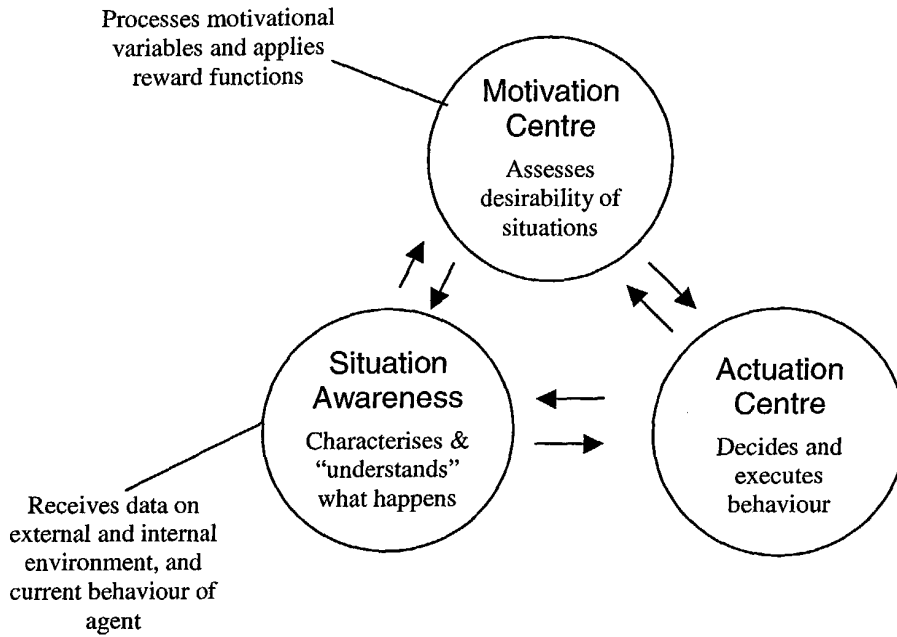 Processes motivational
variables and applies
reward functions
Motivation
Centre
Assesses
desirability of
situations
Situation
Awareness
Characterises &
“understands”
what happens
Actuation
Centre
Decides and
executes
behaviour
Receives data on
external and internal
environment, and
current behaviour of
agent